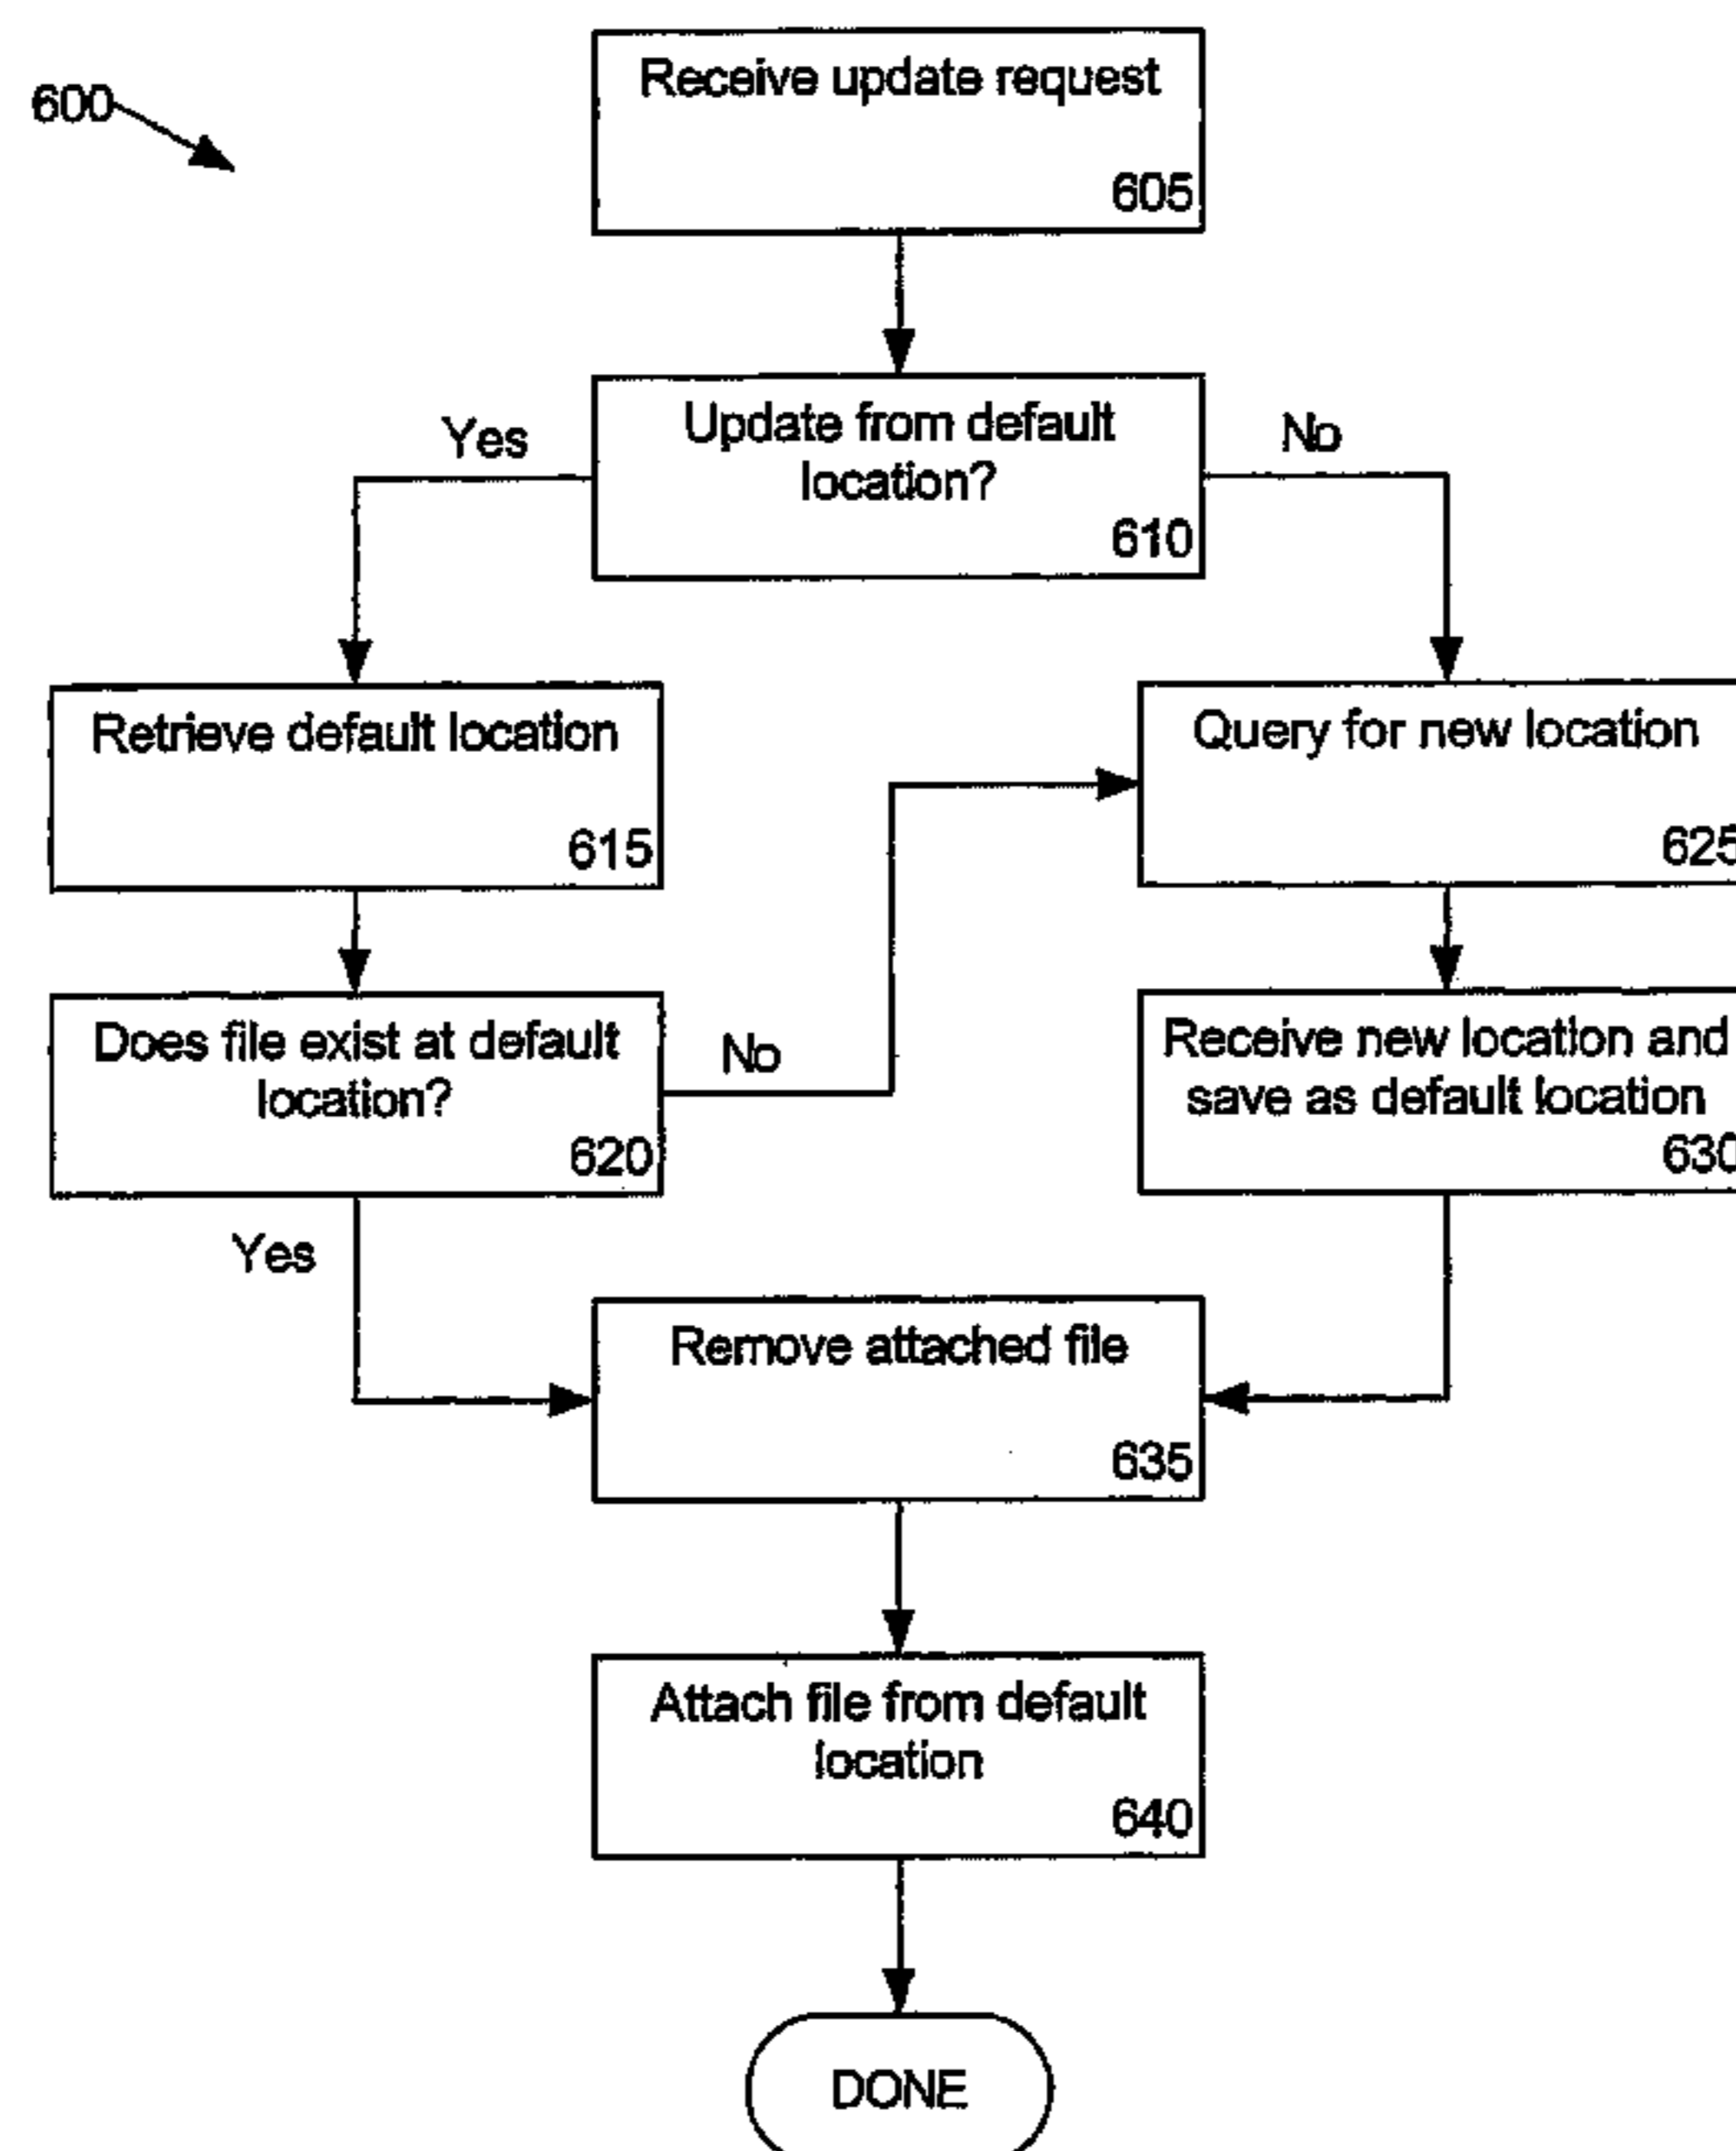 600
Receive update request
605
Yes
Update from default
location?
610
No
Retrieve default location
615
Query for new location
625
Does file exist at default
location?
620
No
Receive new location and
save as default location
630
Yes
Remove attached file
635
Attach file from default
location
640
DONE